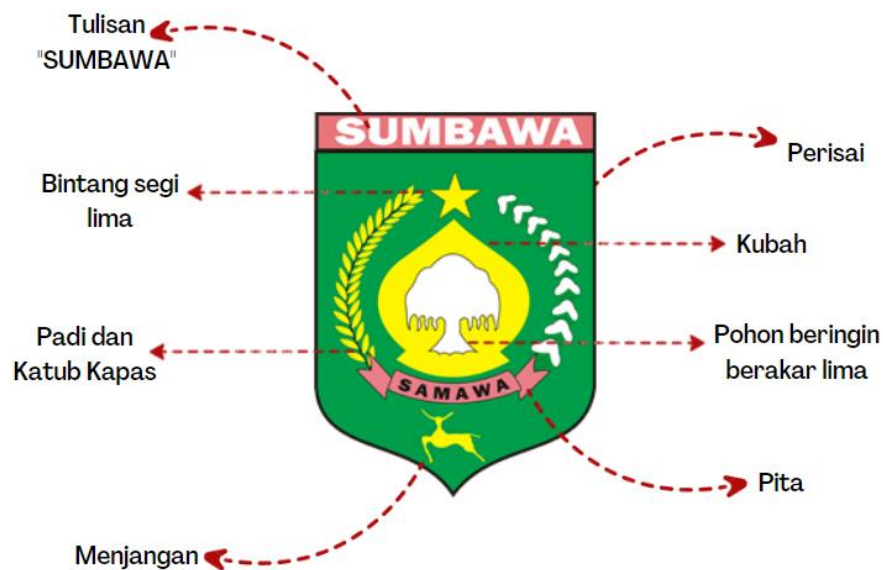 Tulisan
"SUMBAWA"
SUMBAWA
Perisai
Bintang segi
lima
Kubah
Padi dan
Katub Kapas
Pohon beringin
berakar lima
SAMAWA
Pita
Menjangan